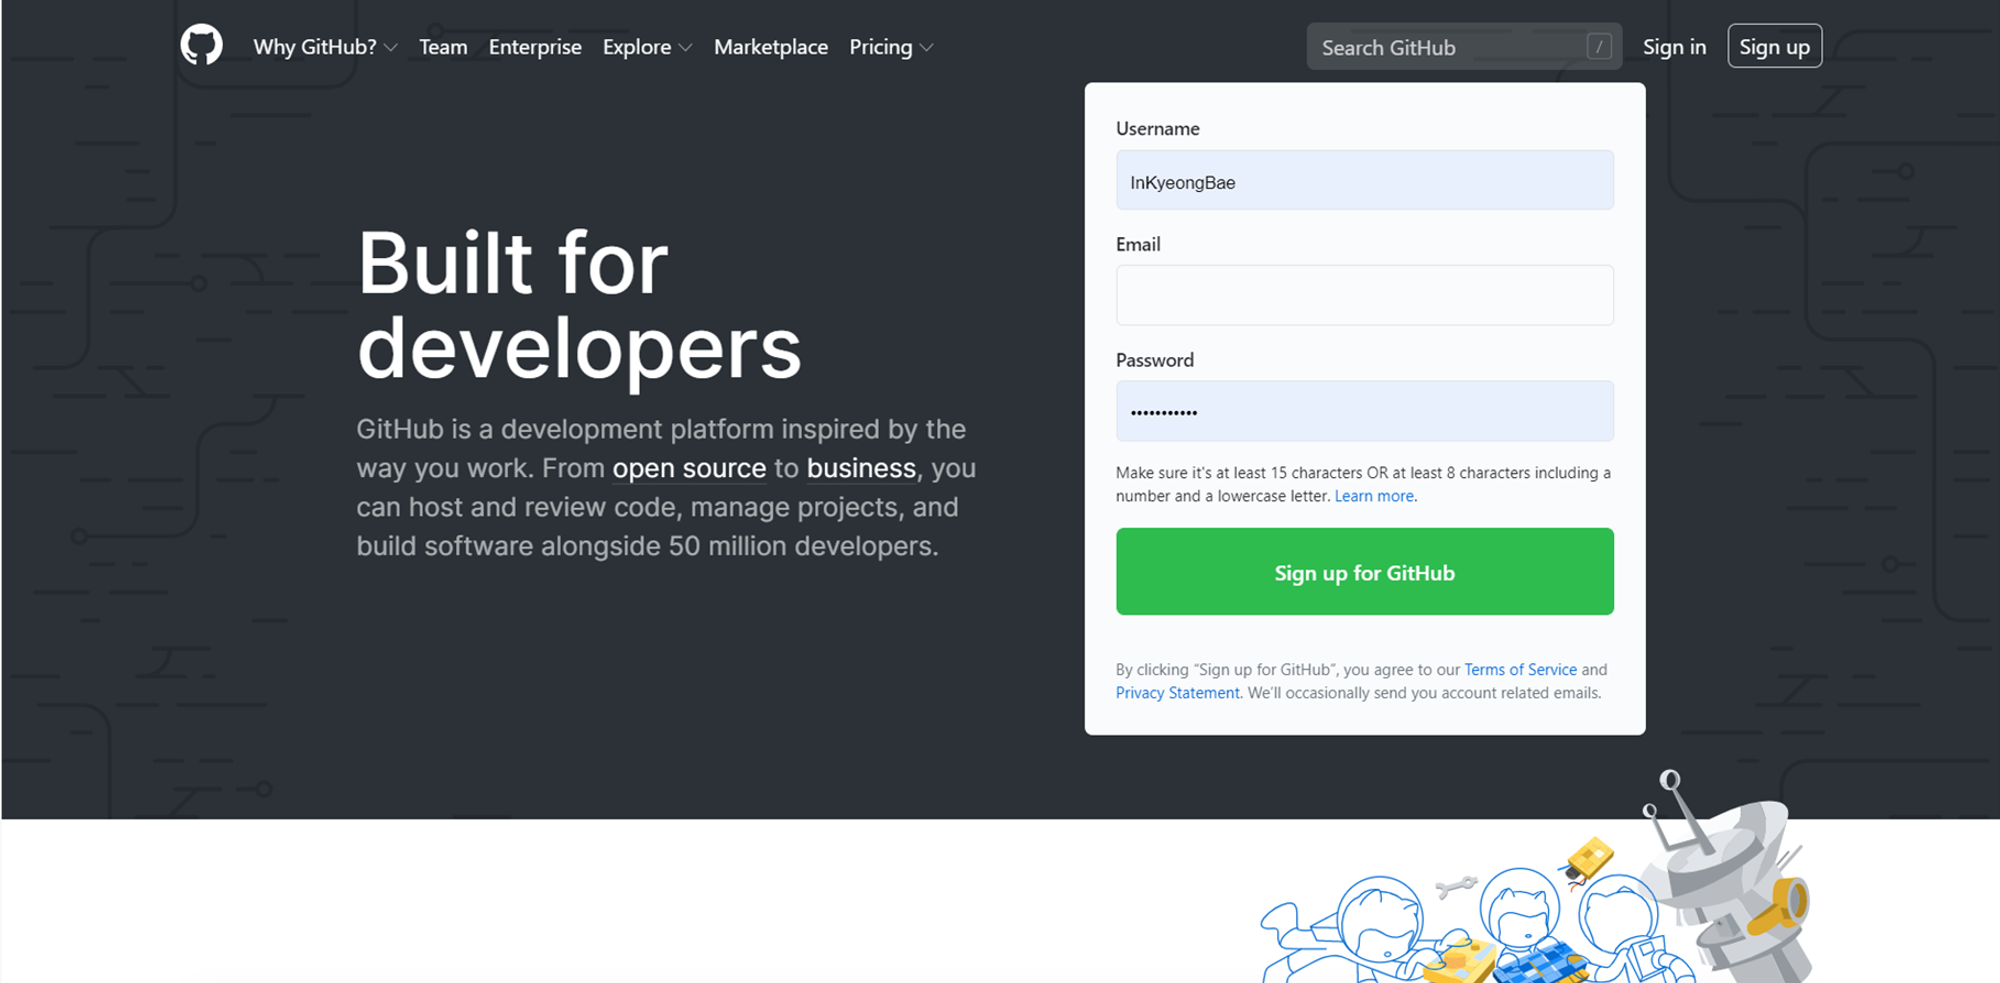 Why GitHub? Team Enterprise Explore Marketplace Pricing Search GitHub / Sign in Sign up
Built for
developers
GitHub is a development platform inspired by the
way you work. From open source to business, you
can host and review code, manage projects, and
build software alongside 50 million developers.
Username
InKyeongBae
Email
Password
•••••••••••
Make sure it's at least 15 characters OR at least 8 characters including a
number and a lowercase letter. Learn more.
Sign up for GitHub
By clicking “Sign up for GitHub”, you agree to our Terms of Service and
Privacy Statement. We’ll occasionally send you account related emails.